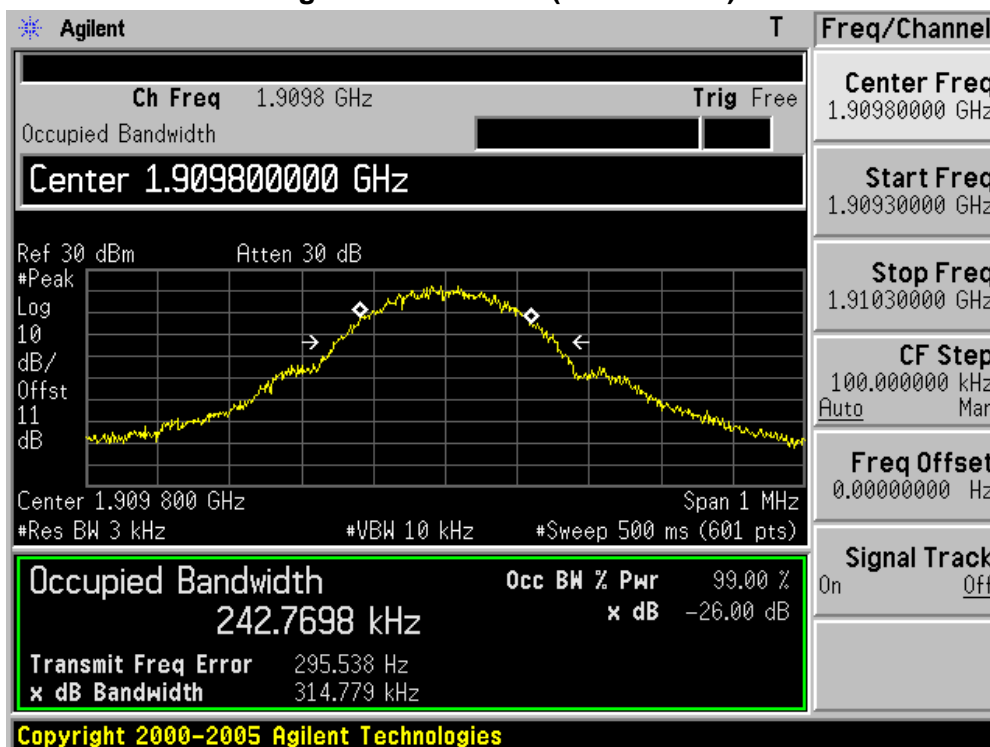 Agilent T
Ch Freq 1.9098 GHz Trig Free
Occupied Bandwidth
Center 1.909800000 GHz
Ref 30 dBm Atten 30 dB
#Peak
Log
10
dB/
Offst
11
dB
Center 1.909 800 GHz Span 1 MHz
#Res BW 3 kHz #VBW 10 kHz #Sweep 500 ms (601 pts)
Occupied Bandwidth Occ BW % Pwr 99.00 %
242.7698 kHz x dB -26.00 dB
Transmit Freq Error 295.538 Hz
x dB Bandwidth 314.779 kHz
Copyright 2000-2005 Agilent Technologies
Freq/Channel
Center Freq
1.90980000 GHz
Start Freq
1.90930000 GHz
Stop Freq
1.91030000 GHz
CF Step
100.000000 kHz
Auto Man
Freq Offset
0.00000000 Hz
Signal Track
On Off